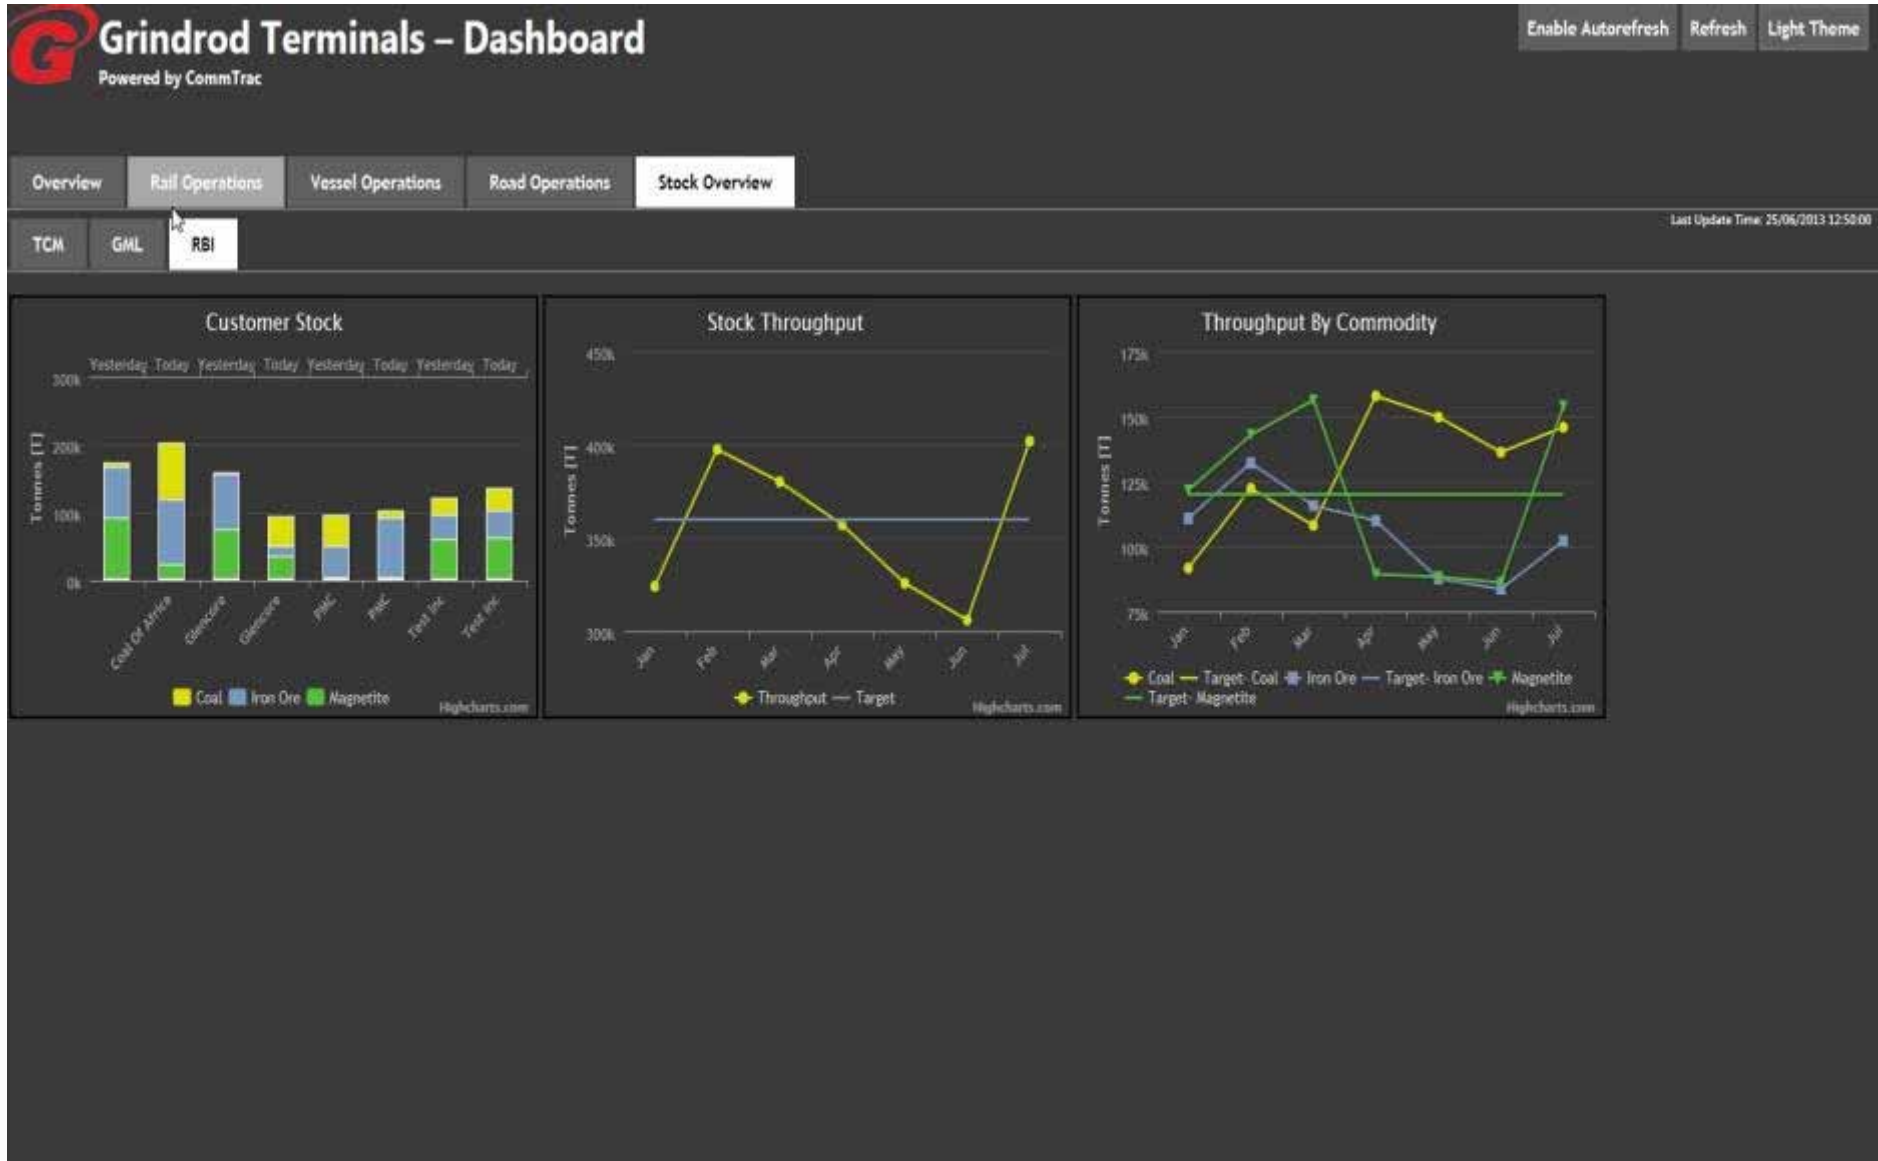 Grindrod Terminals – Dashboard
Powered by CommTrac
Enable Autorefresh Refresh Light Theme
Overview Rail Operations Vessel Operations Road Operations Stock Overview
Last Update Time: 25/06/2013 12:50:00
TCM GML RBI
Customer Stock
Yesterday Today Yesterday Today Yesterday Today Yesterday Today
300k
200k
100k
0k
Tonnes [T]
Coal Of Africa Glencore Glencore PMC PMC Test Inc Test Inc
Coal Iron Ore Magnetite
Highcharts.com
Stock Throughput
450k
400k
350k
300k
Tonnes [T]
Jan Feb Mar Apr May Jun Jul
Throughput Target
Highcharts.com
Throughput By Commodity
175k
150k
125k
100k
75k
Tonnes [T]
Jan Feb Mar Apr May Jun Jul
Coal Target- Coal Iron Ore Target- Iron Ore Magnetite
Target- Magnetite
Highcharts.com